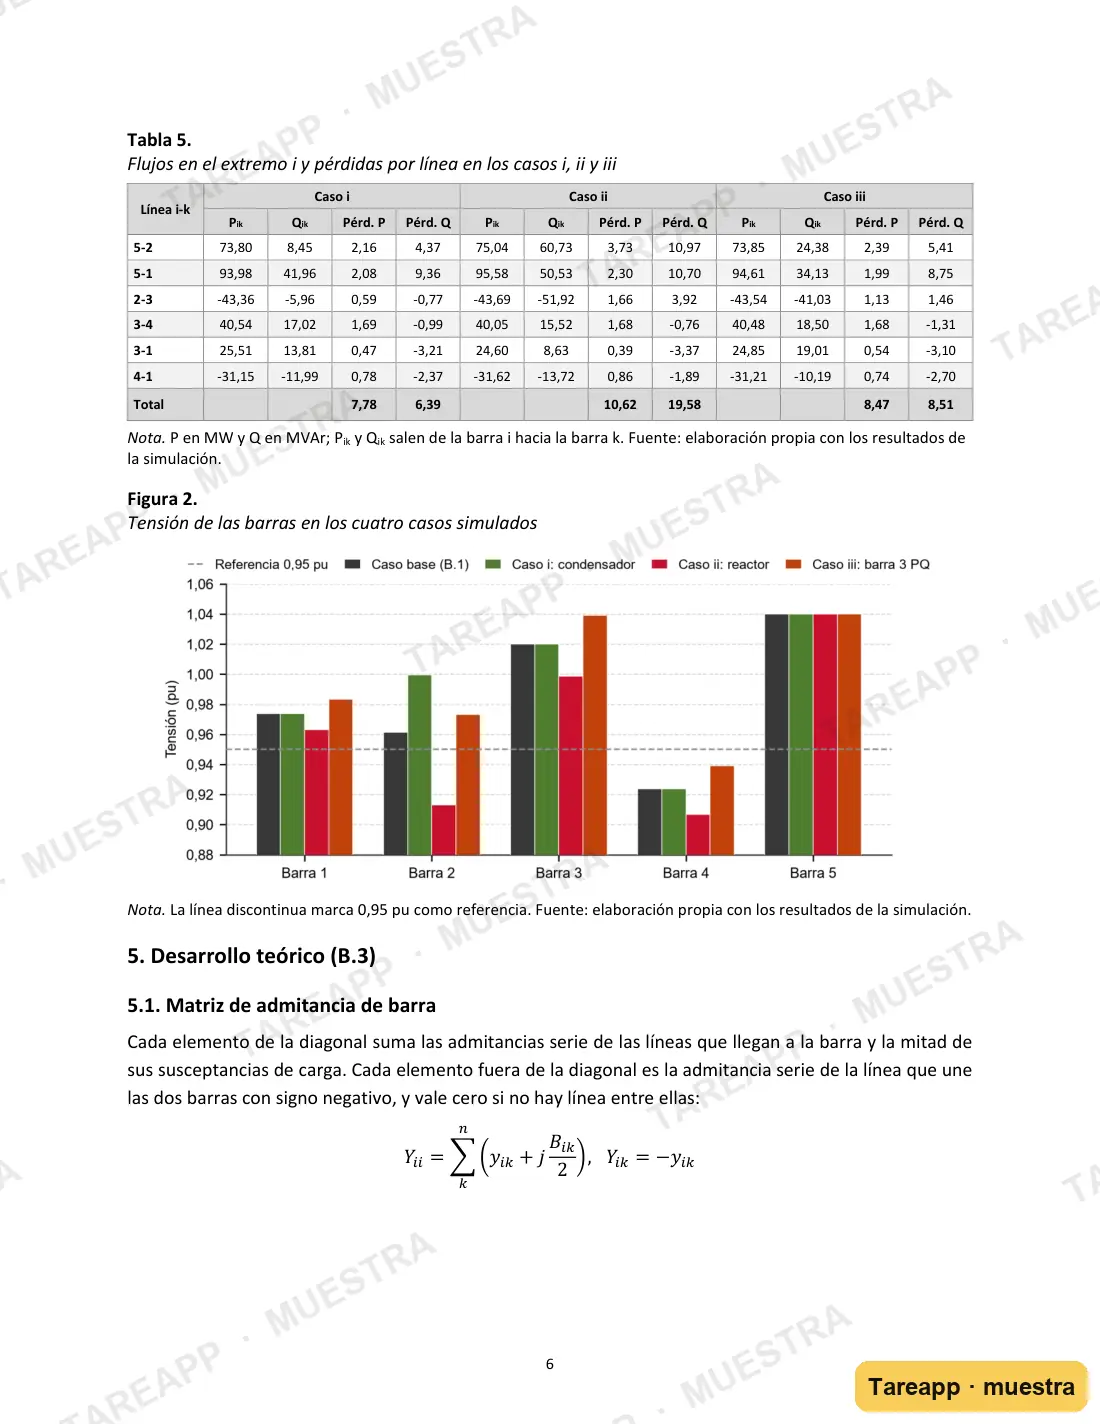 Tabla 5.
Flujos en el extremo i y pérdidas por línea en los casos i, ii y iii
Línea i-k Caso i Caso ii Caso iii
Pik Qik Pérd. P Pérd. Q Pik Qik Pérd. P Pérd. Q Pik Qik Pérd. P Pérd. Q
5-2 73,80 8,45 2,16 4,37 75,04 60,73 3,73 10,97 73,85 24,38 2,39 5,41
5-1 93,98 41,96 2,08 9,36 95,58 50,53 2,30 10,70 94,61 34,13 1,99 8,75
2-3 -43,36 -5,96 0,59 -0,77 -43,69 -51,92 1,66 3,92 -43,54 -41,03 1,13 1,46
3-4 40,54 17,02 1,69 -0,99 40,05 15,52 1,68 -0,76 40,48 18,50 1,68 -1,31
3-1 25,51 13,81 0,47 -3,21 24,60 8,63 0,39 -3,37 24,85 19,01 0,54 -3,10
4-1 -31,15 -11,99 0,78 -2,37 -31,62 -13,72 0,86 -1,89 -31,21 -10,19 0,74 -2,70
Total 7,78 6,39 10,62 19,58 8,47 8,51
Nota. P en MW y Q en MVAr; Pik y Qik salen de la barra i hacia la barra k. Fuente: elaboración propia con los resultados de
la simulación.
Figura 2.
Tensión de las barras en los cuatro casos simulados
Referencia 0,95 pu Caso base (B.1) Caso i: condensador Caso ii: reactor Caso iii: barra 3 PQ
1,06
1,04
1,02
1,00
0,98
0,96
0,94
0,92
0,90
0,88
Tensión (pu)
Barra 1 Barra 2 Barra 3 Barra 4 Barra 5
Nota. La línea discontinua marca 0,95 pu como referencia. Fuente: elaboración propia con los resultados de la simulación.
5. Desarrollo teórico (B.3)
5.1. Matriz de admitancia de barra
Cada elemento de la diagonal suma las admitancias serie de las líneas que llegan a la barra y la mitad de
sus susceptancias de carga. Cada elemento fuera de la diagonal es la admitancia serie de la línea que une
las dos barras con signo negativo, y vale cero si no hay línea entre ellas:
Yii = ∑ n k (yik + j Bik/2), Yik = −yik
6
Tareapp · muestra
TAREAPP · MUESTRA